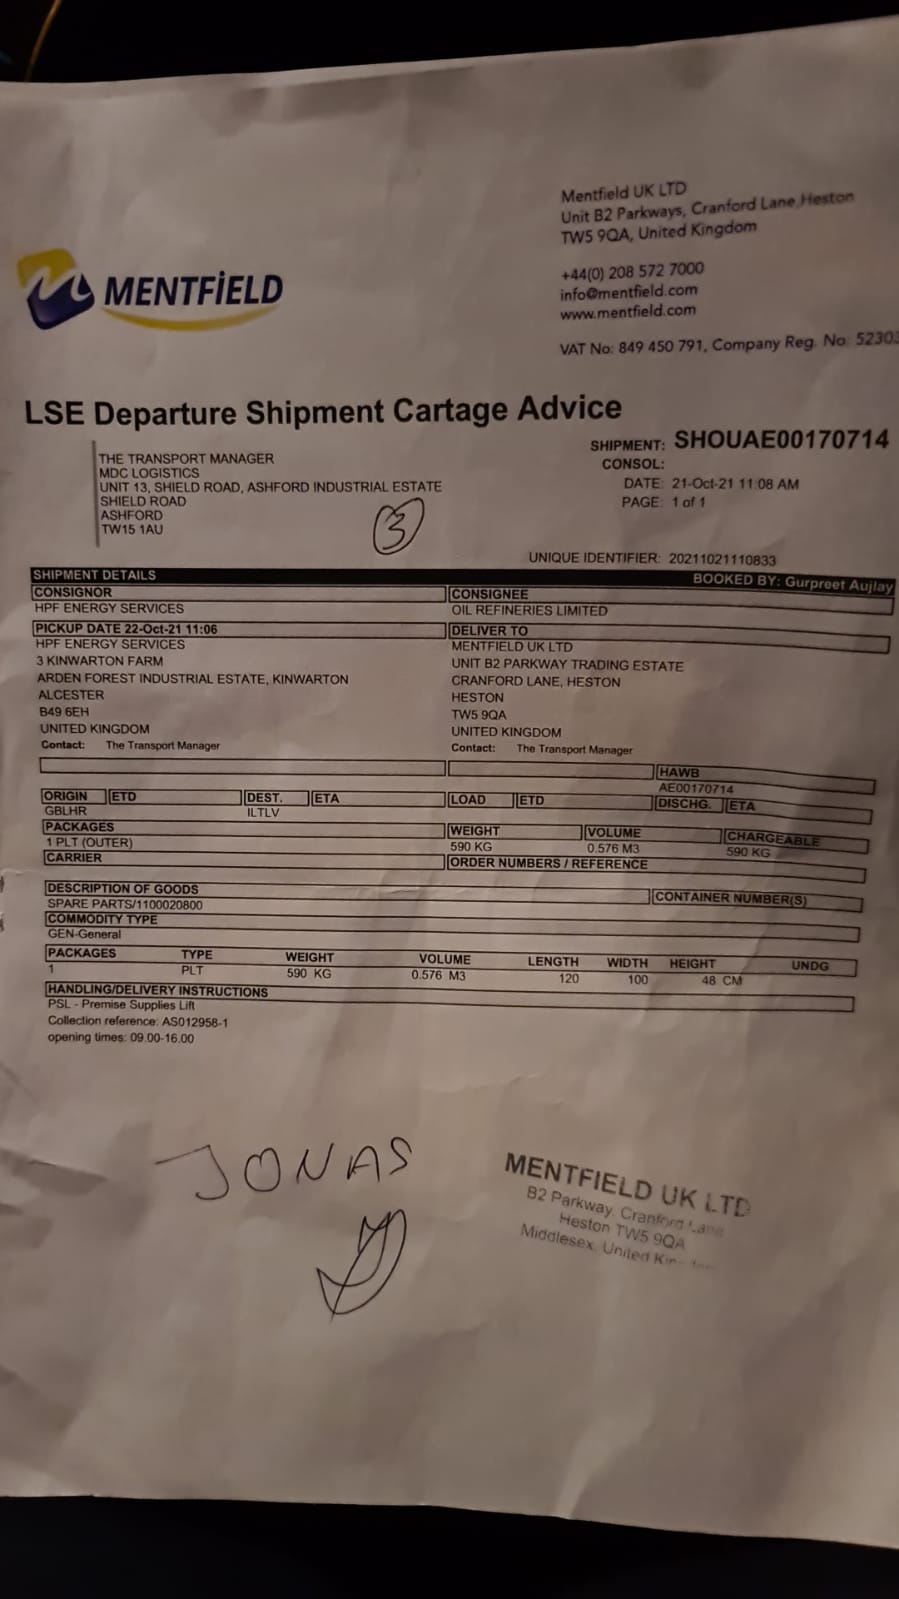 Mentfield UK LTD
Unit B2 Parkways, Cranford Lane, Heston
TW5 9QA, United Kingdom
+44(0) 208 572 7000
info@mentfield.com
www.mentfield.com
VAT No: 849 450 791, Company Reg. No: 52303
MENTFiELD
LSE Departure Shipment Cartage Advice
SHIPMENT: SHOUAE00170714
CONSOL:
DATE: 21-Oct-21 11:08 AM
PAGE: 1 of 1
THE TRANSPORT MANAGER
MDC LOGISTICS
UNIT 13, SHIELD ROAD, ASHFORD INDUSTRIAL ESTATE
SHIELD ROAD
ASHFORD
TW15 1AU
3
UNIQUE IDENTIFIER: 20211021110833
SHIPMENT DETAILS BOOKED BY: Gurpreet Aujlay
CONSIGNOR CONSIGNEE
HPF ENERGY SERVICES OIL REFINERIES LIMITED
PICKUP DATE 22-Oct-21 11:06 DELIVER TO
HPF ENERGY SERVICES MENTFIELD UK LTD
3 KINWARTON FARM UNIT B2 PARKWAY TRADING ESTATE
ARDEN FOREST INDUSTRIAL ESTATE, KINWARTON CRANFORD LANE, HESTON
ALCESTER HESTON
B49 6EH TW5 9QA
UNITED KINGDOM UNITED KINGDOM
Contact: The Transport Manager Contact: The Transport Manager
HAWB
AE00170714
ORIGIN ETD DEST. ETA LOAD ETD DISCHG. ETA
GBLHR ILTLV
PACKAGES WEIGHT VOLUME CHARGEABLE
1 PLT (OUTER) 590 KG 0.576 M3 590 KG
CARRIER ORDER NUMBERS / REFERENCE
DESCRIPTION OF GOODS CONTAINER NUMBER(S)
SPARE PARTS/1100020800
COMMODITY TYPE
GEN-General
PACKAGES TYPE WEIGHT VOLUME LENGTH WIDTH HEIGHT UNDG
1 PLT 590 KG 0.576 M3 120 100 48 CM
HANDLING/DELIVERY INSTRUCTIONS
PSL - Premise Supplies Lift
Collection reference: AS012958-1
opening times: 09.00-16.00
JONAS
MENTFIELD UK LTD
B2 Parkway, Cranford Lane
Heston TW5 9QA
Middlesex, United